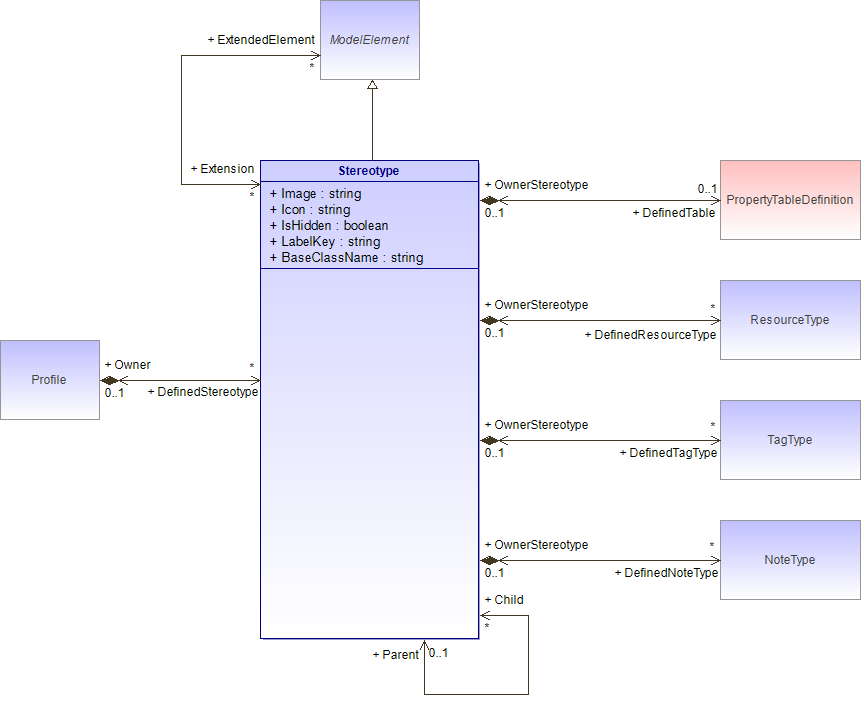 + ExtendedElement
ModelElement
*
+ Extension
*
Stereotype
+ Image : string
+ Icon : string
+ IsHidden : boolean
+ LabelKey : string
+ BaseClassName : string
+ OwnerStereotype
0..1
0..1
+ DefinedTable
PropertyTableDefinition
+ OwnerStereotype
*
0..1
+ DefinedResourceType
ResourceType
Profile
+ Owner
*
0..1
+ DefinedStereotype
+ OwnerStereotype
*
0..1
+ DefinedTagType
TagType
+ OwnerStereotype
*
0..1
+ DefinedNoteType
NoteType
+ Child
*
+ Parent
0..1